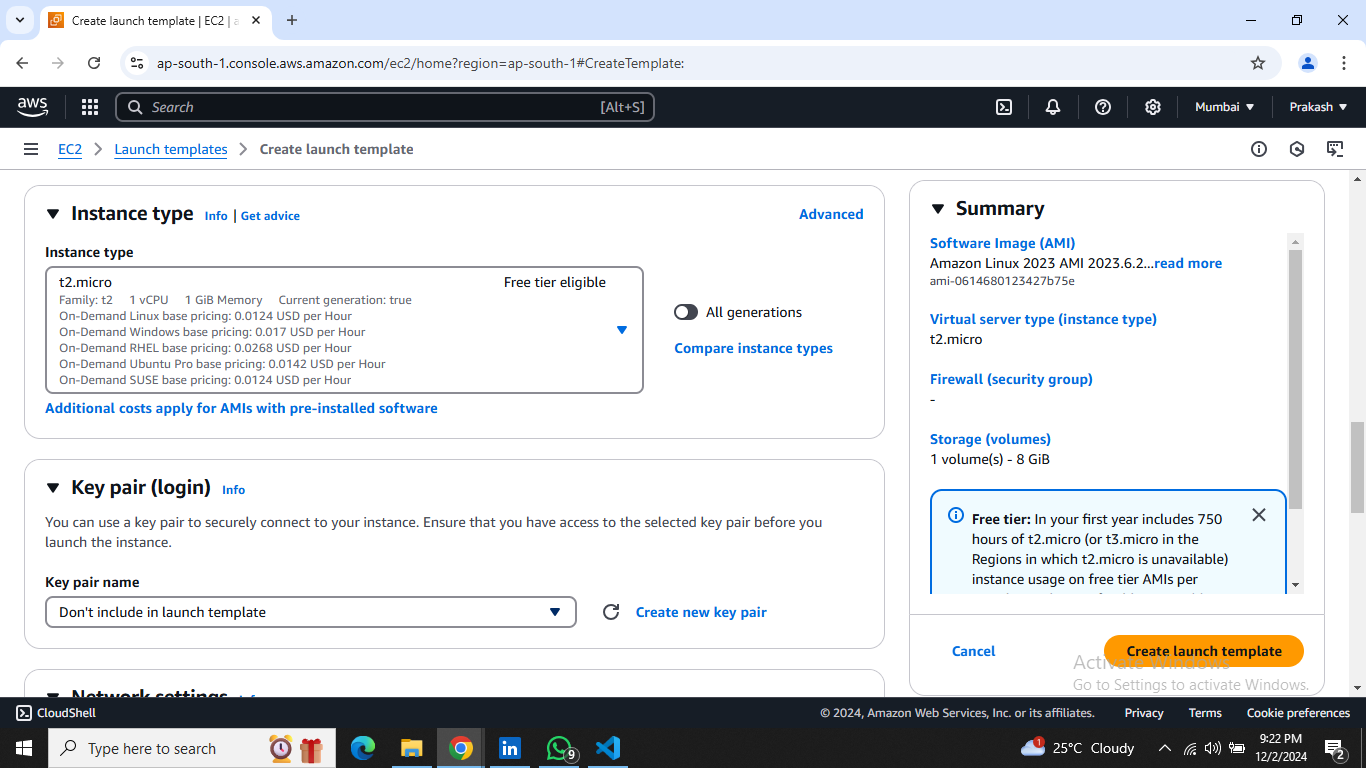 Create launch template | EC2 | a
ap-south-1.console.aws.amazon.com/ec2/home?region=ap-south-1#CreateTemplate:
aws
Search
[Alt+S]
Mumbai
Prakash
EC2
Launch templates
Create launch template
Instance type
Info
Get advice
Advanced
Instance type
t2.micro
Free tier eligible
Family: t2 1 vCPU 1 GiB Memory Current generation: true
On-Demand Linux base pricing: 0.0124 USD per Hour
On-Demand Windows base pricing: 0.017 USD per Hour
On-Demand RHEL base pricing: 0.0268 USD per Hour
On-Demand Ubuntu Pro base pricing: 0.0142 USD per Hour
On-Demand SUSE base pricing: 0.0124 USD per Hour
All generations
Compare instance types
Additional costs apply for AMIs with pre-installed software
Key pair (login)
Info
You can use a key pair to securely connect to your instance. Ensure that you have access to the selected key pair before you
launch the instance.
Key pair name
Don't include in launch template
Create new key pair
Network settings
Summary
Software Image (AMI)
Amazon Linux 2023 AMI 2023.6.2...read more
ami-0614680123427b75e
Virtual server type (instance type)
t2.micro
Firewall (security group)
-
Storage (volumes)
1 volume(s) - 8 GiB
Free tier: In your first year includes 750
hours of t2.micro (or t3.micro in the
Regions in which t2.micro is unavailable)
instance usage on free tier AMIs per
Cancel
Create launch template
Activate Windows
Go to Settings to activate Windows.
CloudShell
© 2024, Amazon Web Services, Inc. or its affiliates.
Privacy
Terms
Cookie preferences
Type here to search
9
1
25°C Cloudy
9:22 PM
12/2/2024
2